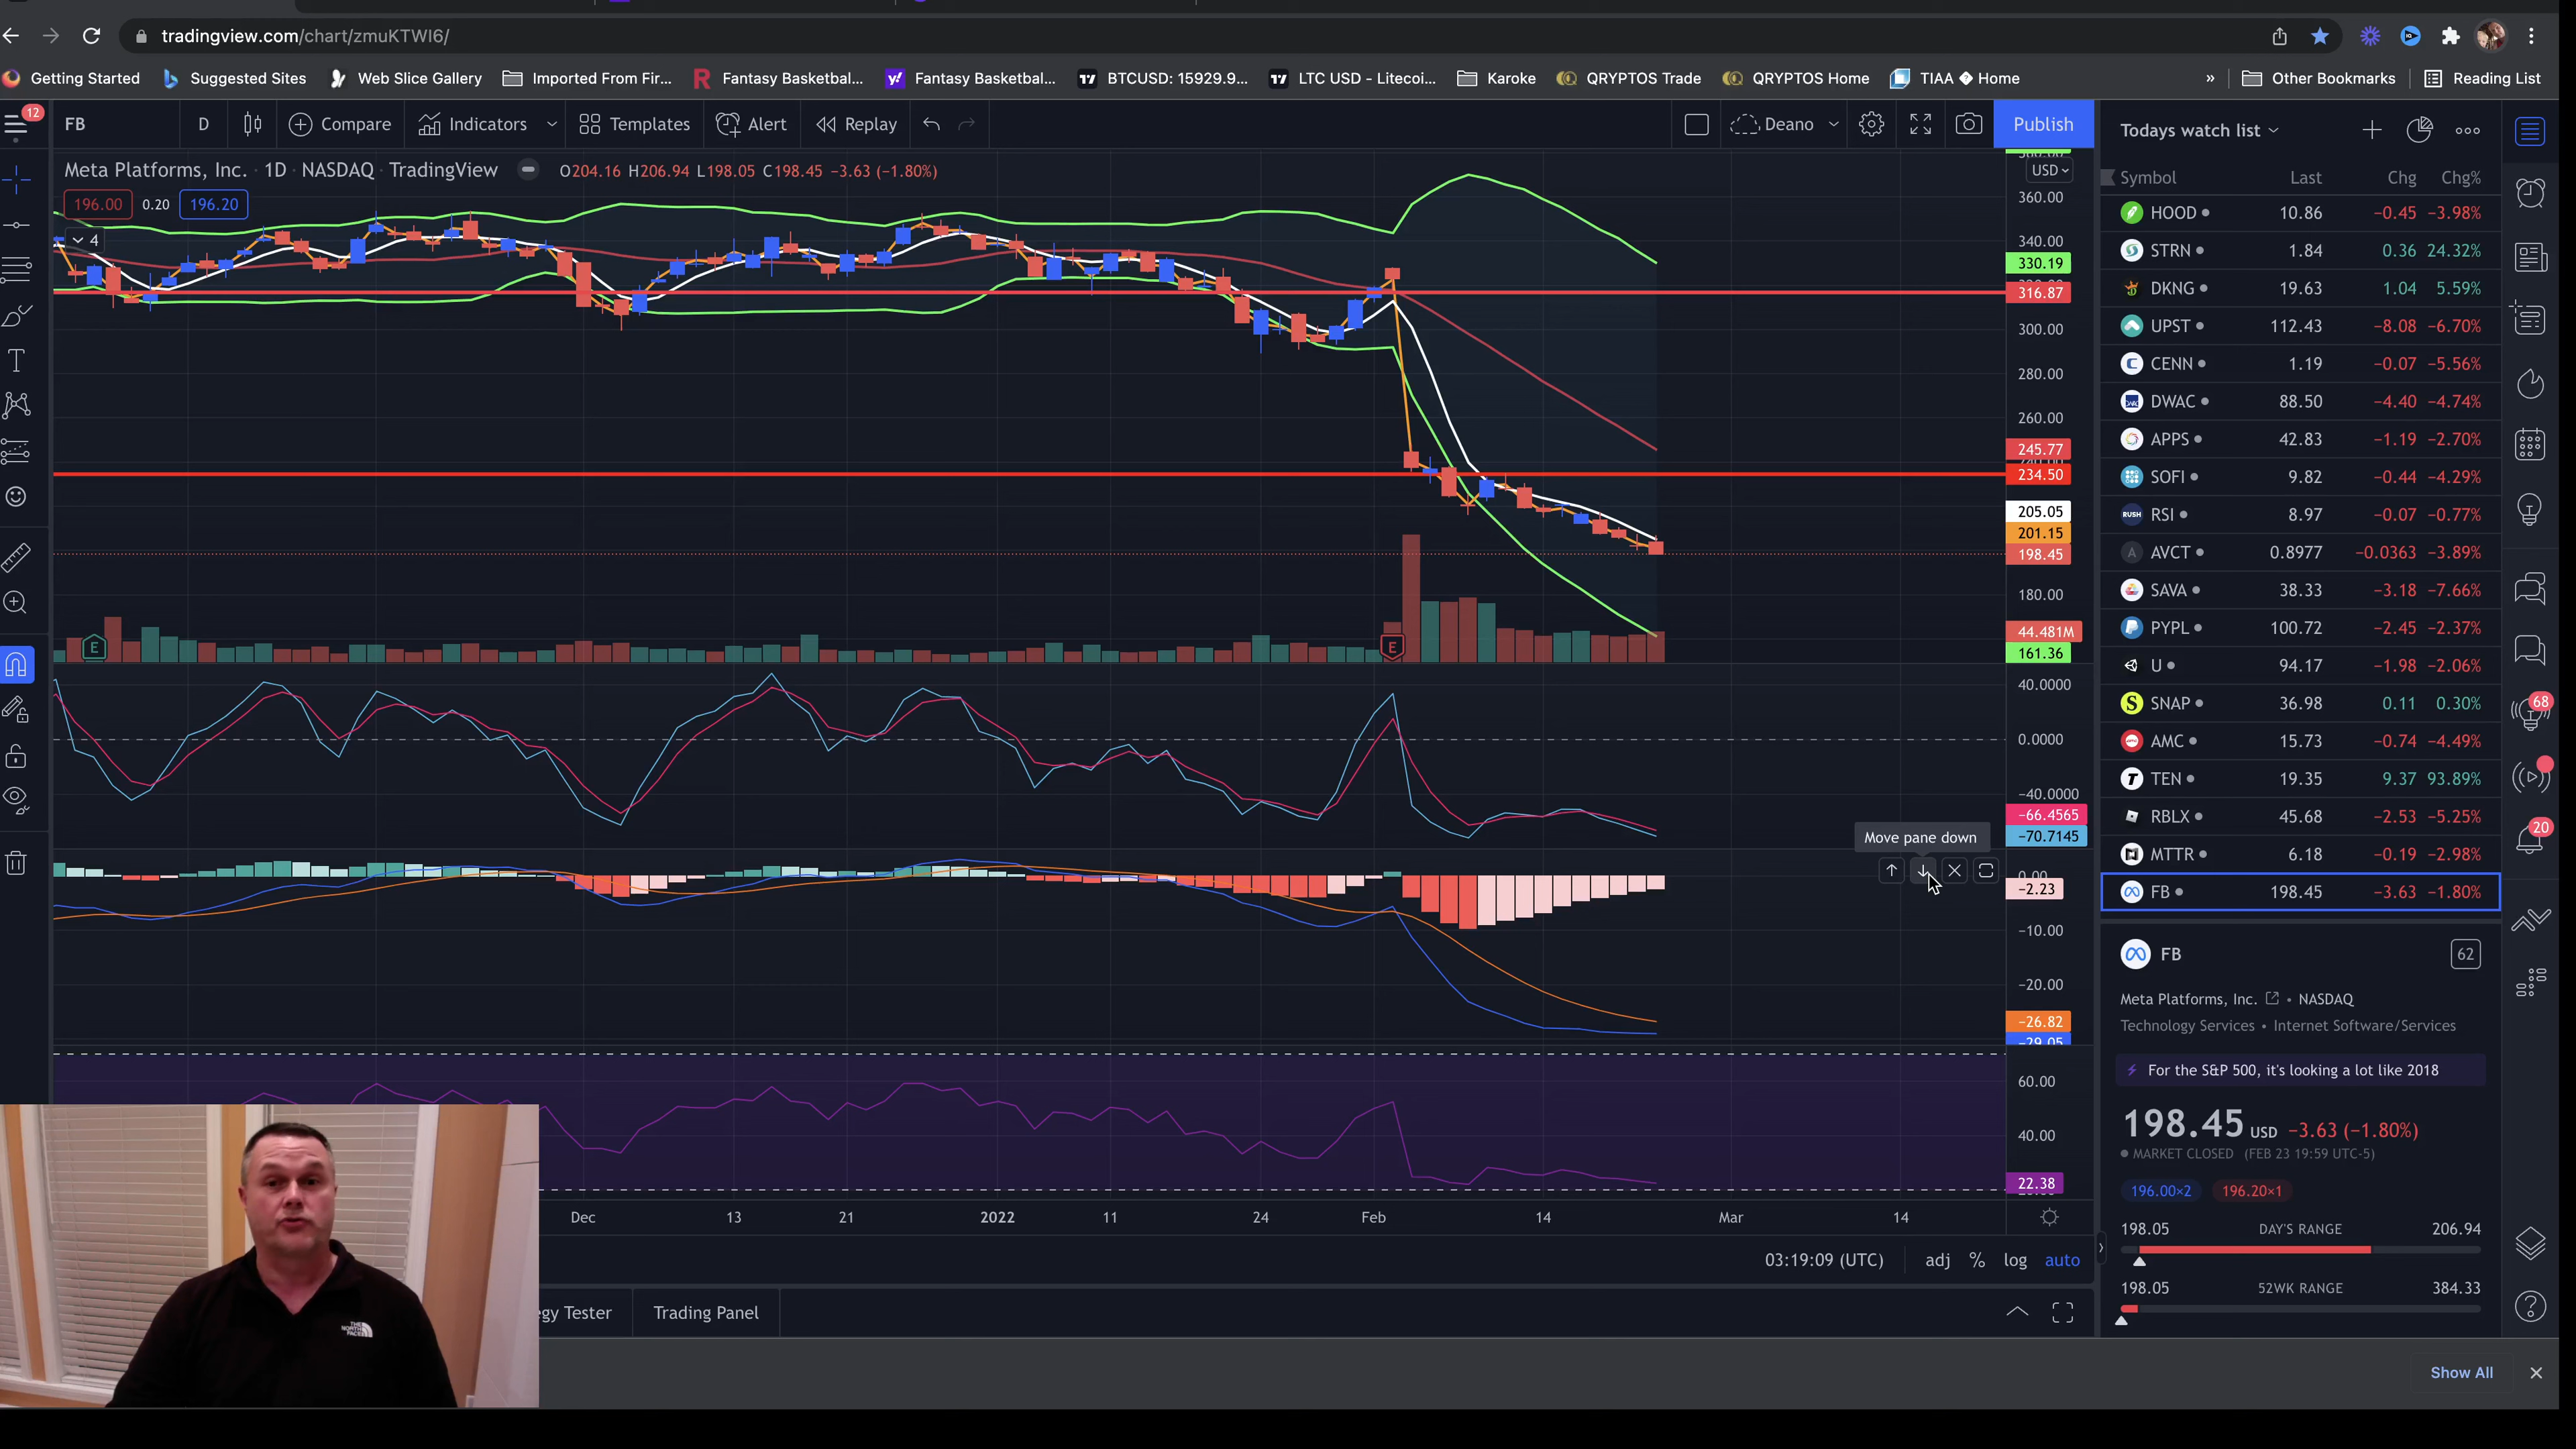 tradingview.com/chart/zmuKTWI6/
Getting Started Suggested Sites Web Slice Gallery Imported From Fir... Fantasy Basketbal... Fantasy Basketbal... BTCUSD: 15929.9... LTC USD - Litecoi... Karoke QRYPTOS Trade QRYPTOS Home TIAA � Home » Other Bookmarks Reading List
12 FB D Compare Indicators Templates Alert Replay Deano Publish
Meta Platforms, Inc. · 1D · NASDAQ · TradingView O204.16 H206.94 L198.05 C198.45 −3.63 (−1.80%)
196.00 0.20 196.20
4
USD
360.00
340.00
330.19
316.87
300.00
280.00
260.00
245.77
234.50
205.05
201.15
198.45
180.00
44.481M
161.36
E E
40.0000
0.0000
−40.0000
−66.4565
−70.7145
Move pane down
0.00
−2.23
−10.00
−20.00
−26.82
−29.05
60.00
40.00
22.38
Dec 13 21 2022 11 24 Feb 14 Mar 14
03:19:09 (UTC) adj % log auto
egy Tester Trading Panel
THE NORTH FACE
Todays watch list
Symbol Last Chg Chg%
HOOD 10.86 −0.45 −3.98%
STRN 1.84 0.36 24.32%
DKNG 19.63 1.04 5.59%
UPST 112.43 −8.08 −6.70%
CENN 1.19 −0.07 −5.56%
DWAC 88.50 −4.40 −4.74%
APPS 42.83 −1.19 −2.70%
SOFI 9.82 −0.44 −4.29%
RUSH RSI 8.97 −0.07 −0.77%
A AVCT 0.8977 −0.0363 −3.89%
SAVA 38.33 −3.18 −7.66%
PYPL 100.72 −2.45 −2.37%
U 94.17 −1.98 −2.06%
SNAP 36.98 0.11 0.30%
AMC 15.73 −0.74 −4.49%
TEN 19.35 9.37 93.89%
RBLX 45.68 −2.53 −5.25%
MTTR 6.18 −0.19 −2.98%
FB 198.45 −3.63 −1.80%
68
20
FB 62
Meta Platforms, Inc. • NASDAQ
Technology Services • Internet Software/Services
For the S&P 500, it's looking a lot like 2018
198.45 USD −3.63 (−1.80%)
MARKET CLOSED (FEB 23 19:59 UTC-5)
196.00×2 196.20×1
198.05 DAY'S RANGE 206.94
198.05 52WK RANGE 384.33
Show All